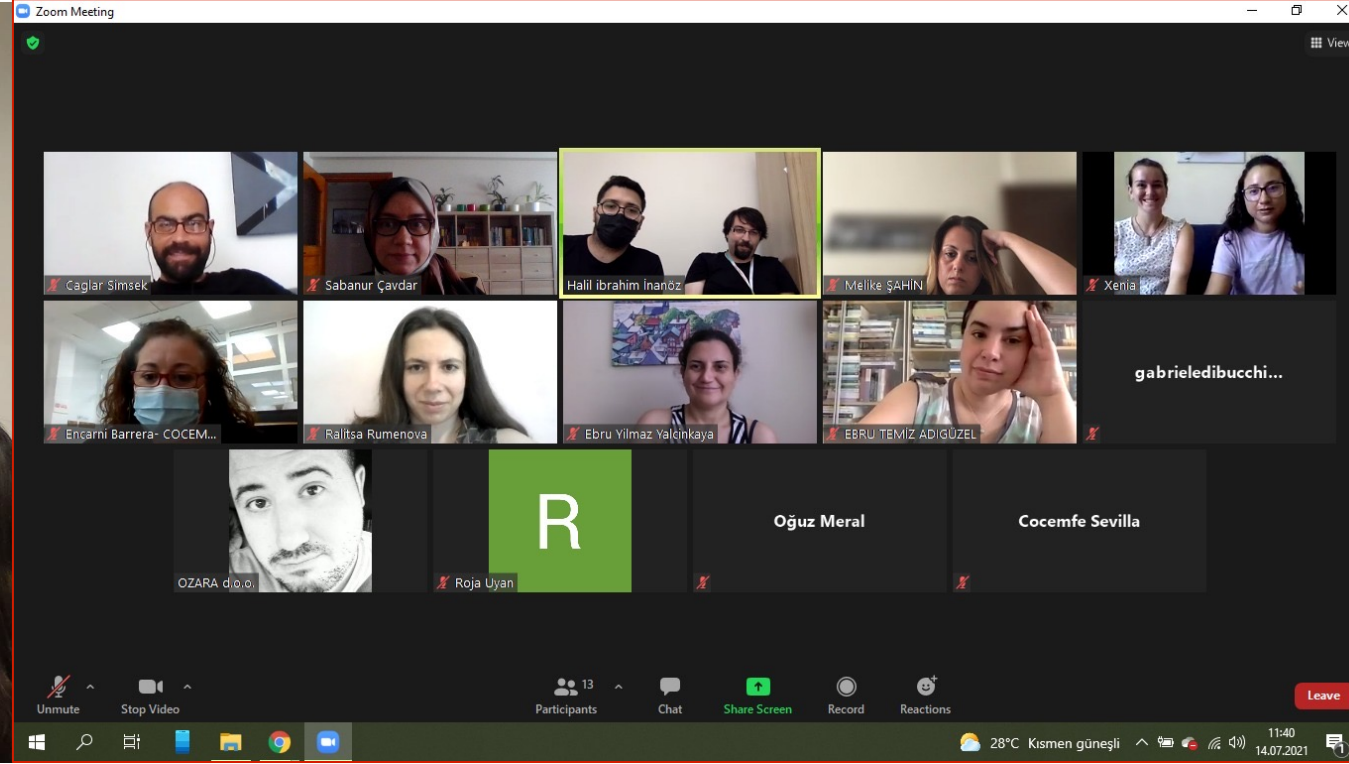 Zoom Meeting
View
Caglar Simsek
Sabanur Çavdar
Halil ibrahim İnanöz
Melike ŞAHİN
Xenia
Encarni Barrera- COCEM...
Ralitsa Rumenova
Ebru Yilmaz Yalcinkaya
EBRU TEMİZ ADIGÜZEL
gabrieledibucchi...
OZARA d.o.o.
R
Roja Uyan
Oğuz Meral
Cocemfe Sevilla
Unmute
Stop Video
13
Participants
Chat
Share Screen
Record
Reactions
Leave
28°C Kısmen güneşli
11:40
14.07.2021
1